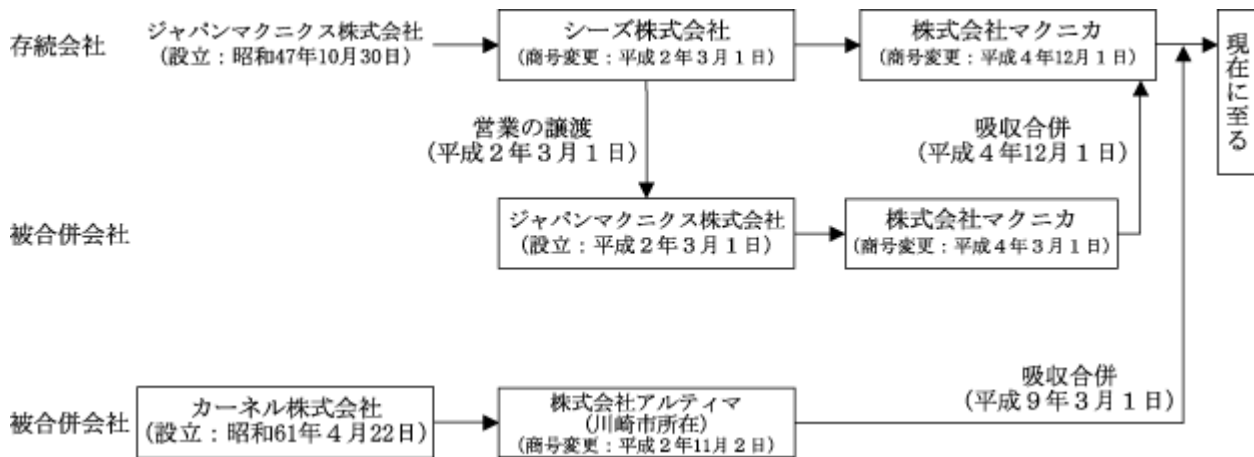 存続会社
ジャパンマクニクス株式会社
(設立：昭和47年10月30日)
シーズ株式会社
(商号変更：平成２年３月１日)
株式会社マクニカ
(商号変更：平成４年12月１日)
現在に至る
営業の譲渡
(平成２年３月１日)
吸収合併
(平成４年12月１日)
被合併会社
ジャパンマクニクス株式会社
(設立：平成２年３月１日)
株式会社マクニカ
(商号変更：平成４年３月１日)
吸収合併
(平成９年３月１日)
被合併会社
カーネル株式会社
(設立：昭和61年４月22日)
株式会社アルティマ
(川崎市所在)
(商号変更：平成２年11月２日)